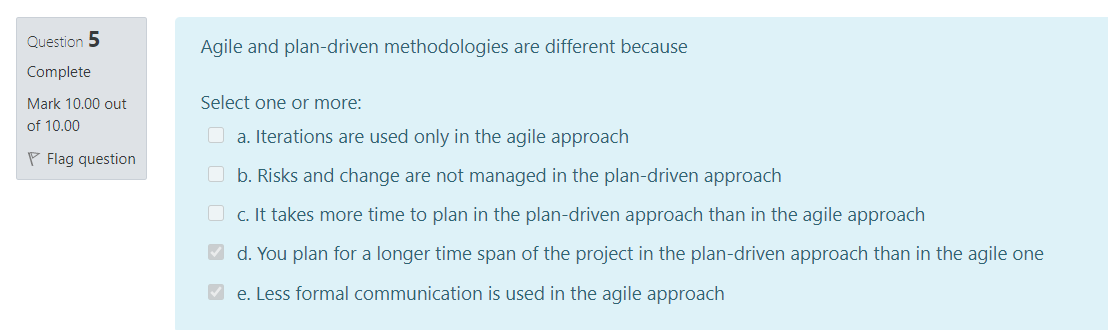 Question 5
Complete
Mark 10.00 out
of 10.00
Flag question
Agile and plan-driven methodologies are different because
Select one or more:
a. Iterations are used only in the agile approach
b. Risks and change are not managed in the plan-driven approach
c. It takes more time to plan in the plan-driven approach than in the agile approach
d. You plan for a longer time span of the project in the plan-driven approach than in the agile one
e. Less formal communication is used in the agile approach